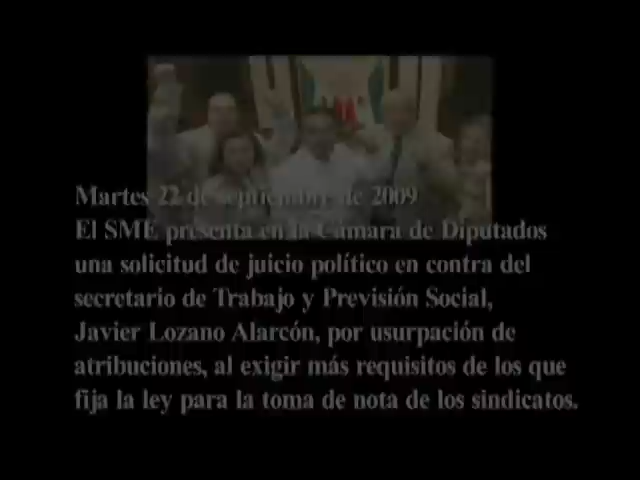 Martes 22 de septiembre de 2009
El SME presenta en la Cámara de Diputados
una solicitud de juicio político en contra del
secretario de Trabajo y Previsión Social,
Javier Lozano Alarcón, por usurpación de
atribuciones, al exigir más requisitos de los que
fija la ley para la toma de nota de los sindicatos.